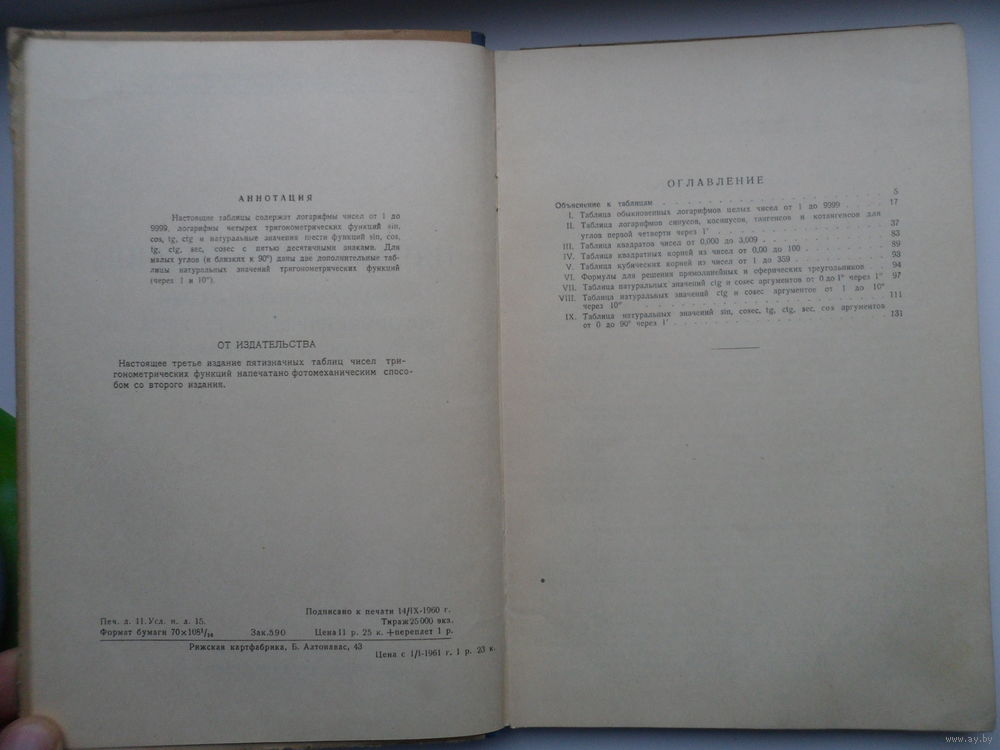 АННОТАЦИЯ
Настоящие таблицы содержат логарифмы чисел от 1 до
9999, логарифмы четырех тригонометрических функций sin,
cos, tg, ctg и натуральные значения шести функций sin, cos,
tg, ctg, sec, cosec с пятью десятичными знаками. Для
малых углов (и близких к 90°) даны две дополнительные таб-
лицы натуральных значений тригонометрических функций
(через 1 и 10″).
ОТ ИЗДАТЕЛЬСТВА
Настоящее третье издание пятизначных таблиц чисел три-
гонометрических функций напечатано фотомеханическим спосо-
бом со второго издания.
Подписано к печати 14/IX-1960 г.
Печ. л. 11. Усл. п. л. 15. Тираж 25 000 экз.
Формат бумаги 70×108¹/₁₆ Зак. 590 Цена 11 р. 25 к. + переплет 1 р.
Рижская картфабрика, Б. Алтонавас, 43
Цена с 1/I-1961 г. 1 р. 23 к.
ОГЛАВЛЕНИЕ
Объяснение к таблицам . . . 5
I. Таблица обыкновенных логарифмов целых чисел от 1 до 9999 . . . 17
II. Таблица логарифмов синусов, косинусов, тангенсов и котангенсов для
углов первой четверти через 1′ . . . 37
III. Таблица квадратов чисел от 0,000 до 3,009 . . . 83
IV. Таблица квадратных корней из чисел от 0,00 до 100 . . . 89
V. Таблица кубических корней из чисел от 1 до 359 . . . 93
VI. Формулы для решения прямолинейных и сферических треугольников . . . 94
VII. Таблица натуральных значений ctg и cosec аргументов от 0 до 1° через 1″ 97
VIII. Таблица натуральных значений ctg и cosec аргументов от 1 до 10°
через 10″ . . . 111
IX. Таблица натуральных значений sin, cosec, tg, ctg, sec, cos аргументов
от 0 до 90° через 1′ . . . 131
www.ay.by